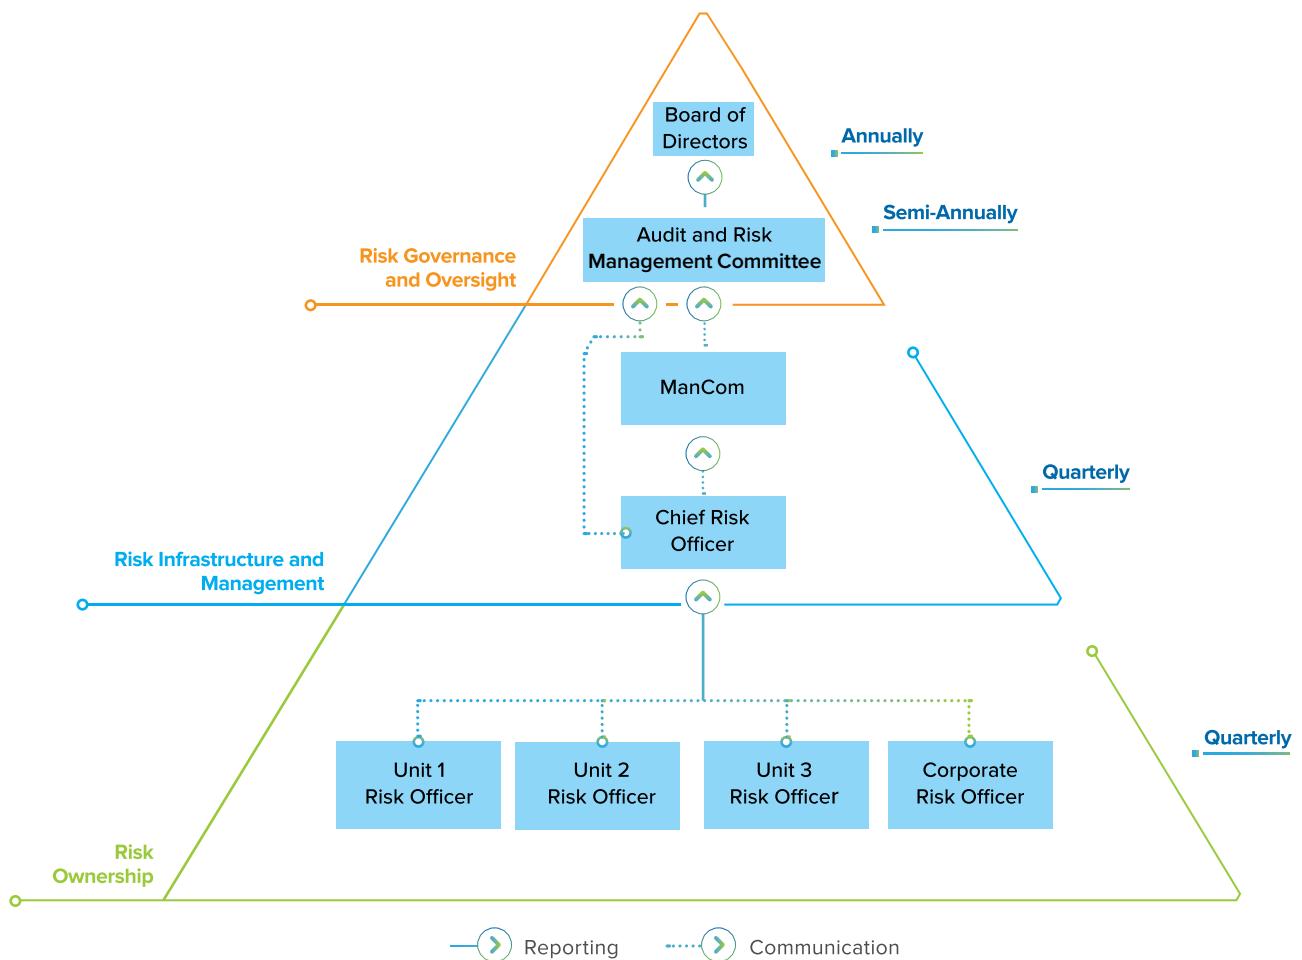 Board of
Directors
Annually
Semi-Annually
Audit and Risk
Management Committee
Risk Governance
and Oversight
ManCom
Quarterly
Chief Risk
Officer
Risk Infrastructure and
Management
Quarterly
Unit 1
Risk Officer
Unit 2
Risk Officer
Unit 3
Risk Officer
Corporate
Risk Officer
Risk
Ownership
Reporting
Communication